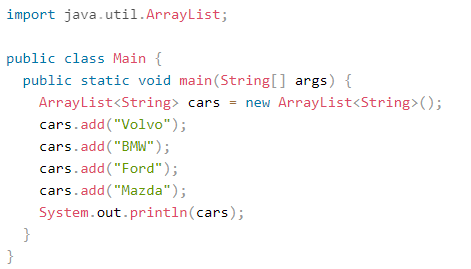 import java.util.ArrayList;

public class Main {
  public static void main(String[] args) {
    ArrayList<String> cars = new ArrayList<String>();
    cars.add("Volvo");
    cars.add("BMW");
    cars.add("Ford");
    cars.add("Mazda");
    System.out.println(cars);
  }
}